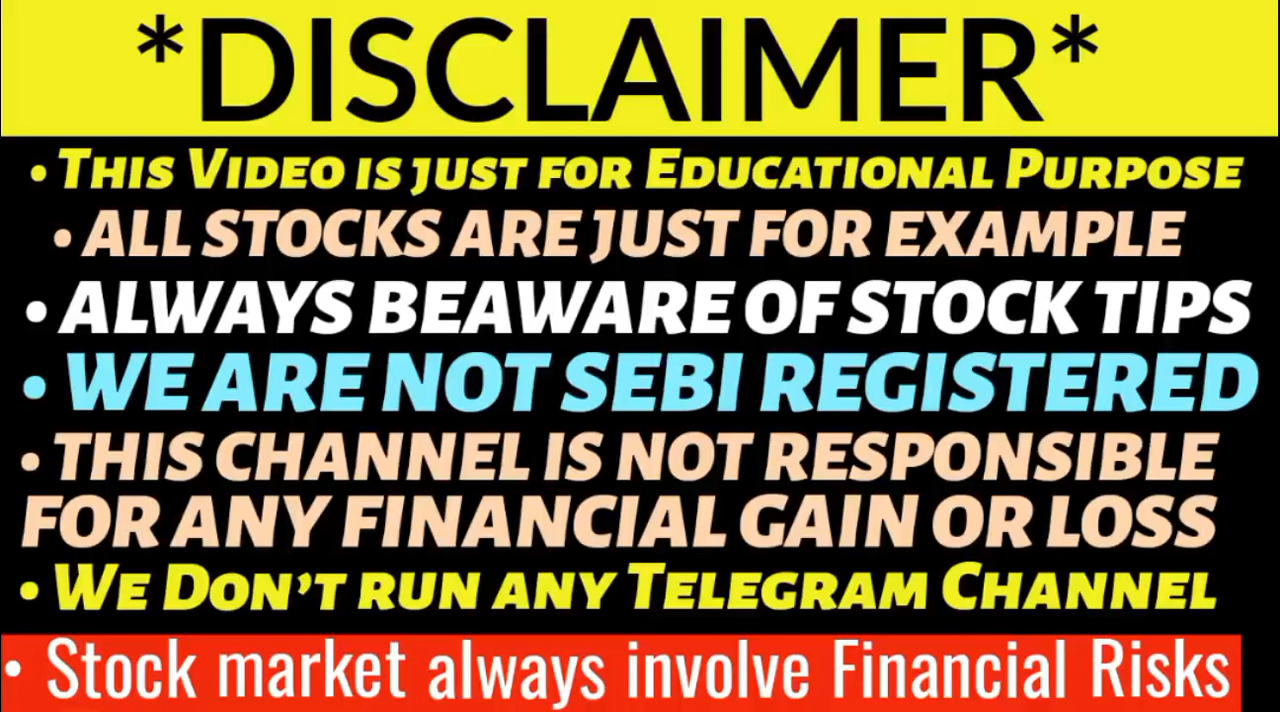 *DISCLAIMER*
• This Video is just for Educational Purpose
• ALL STOCKS ARE JUST FOR EXAMPLE
• ALWAYS BEAWARE OF STOCK TIPS
• WE ARE NOT SEBI REGISTERED
• THIS CHANNEL IS NOT RESPONSIBLE
FOR ANY FINANCIAL GAIN OR LOSS
• We Don't run any Telegram Channel
• Stock market always involve Financial Risks